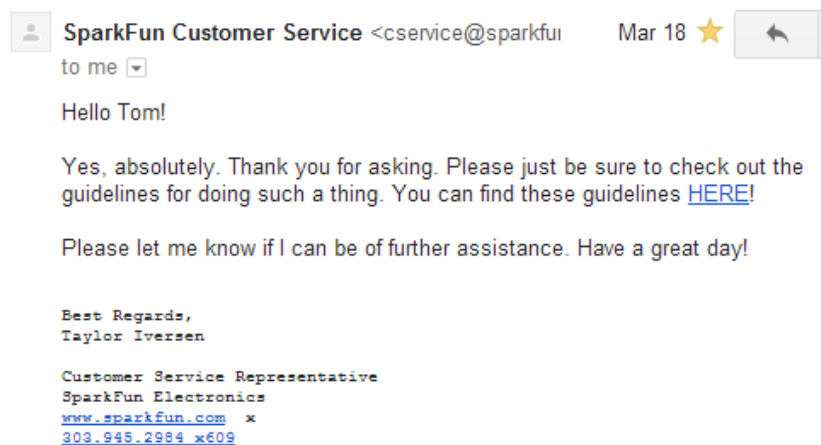 SparkFun Customer Service <cservice@sparkfu Mar 18
to me
Hello Tom!
Yes, absolutely. Thank you for asking. Please just be sure to check out the
guidelines for doing such a thing. You can find these guidelines HERE!
Please let me know if I can be of further assistance. Have a great day!
Best Regards,
Taylor Iversen
Customer Service Representative
SparkFun Electronics
www.sparkfun.com x
303.945.2984 x609